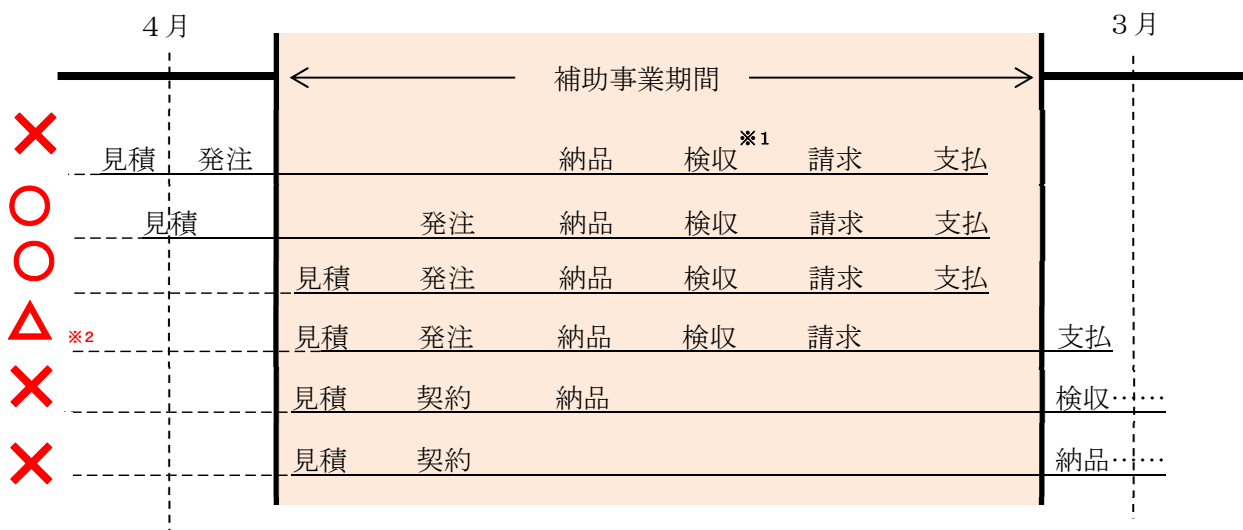 ４月
３月
補助事業期間
× 見積 発注 納品 検収※1 請求 支払
○ 見積 発注 納品 検収 請求 支払
○ 見積 発注 納品 検収 請求 支払
△ ※2 見積 発注 納品 検収 請求 支払
× 見積 契約 納品 検収……
× 見積 契約 納品……